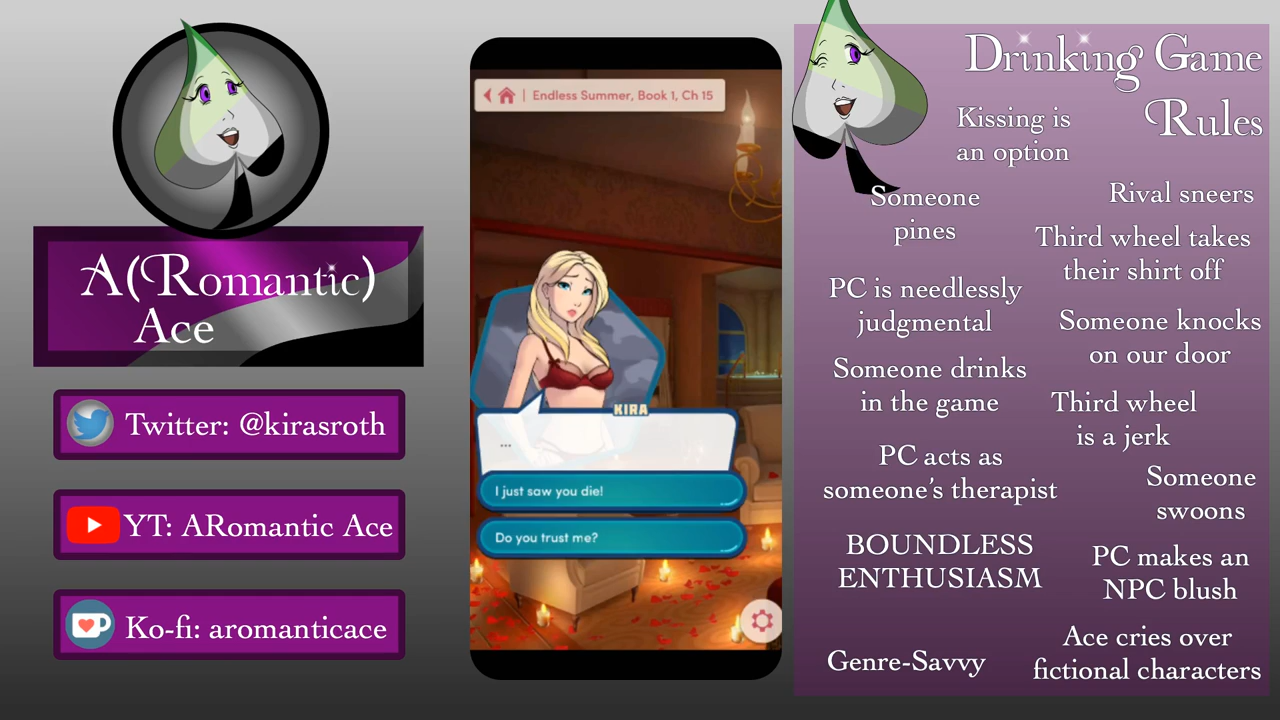 A(Romantic)
Ace
Twitter: @kirasroth
YT: ARomantic Ace
Ko-fi: aromanticace
| Endless Summer, Book 1, Ch 15
KIRA
...
I just saw you die!
Do you trust me?
Drinking Game
Rules
Kissing is
an option
Someone
pines
Rival sneers
Third wheel takes
their shirt off
PC is needlessly
judgmental
Someone knocks
on our door
Someone drinks
in the game
Third wheel
is a jerk
PC acts as
someone's therapist
Someone
swoons
BOUNDLESS
ENTHUSIASM
PC makes an
NPC blush
Genre-Savvy
Ace cries over
fictional characters